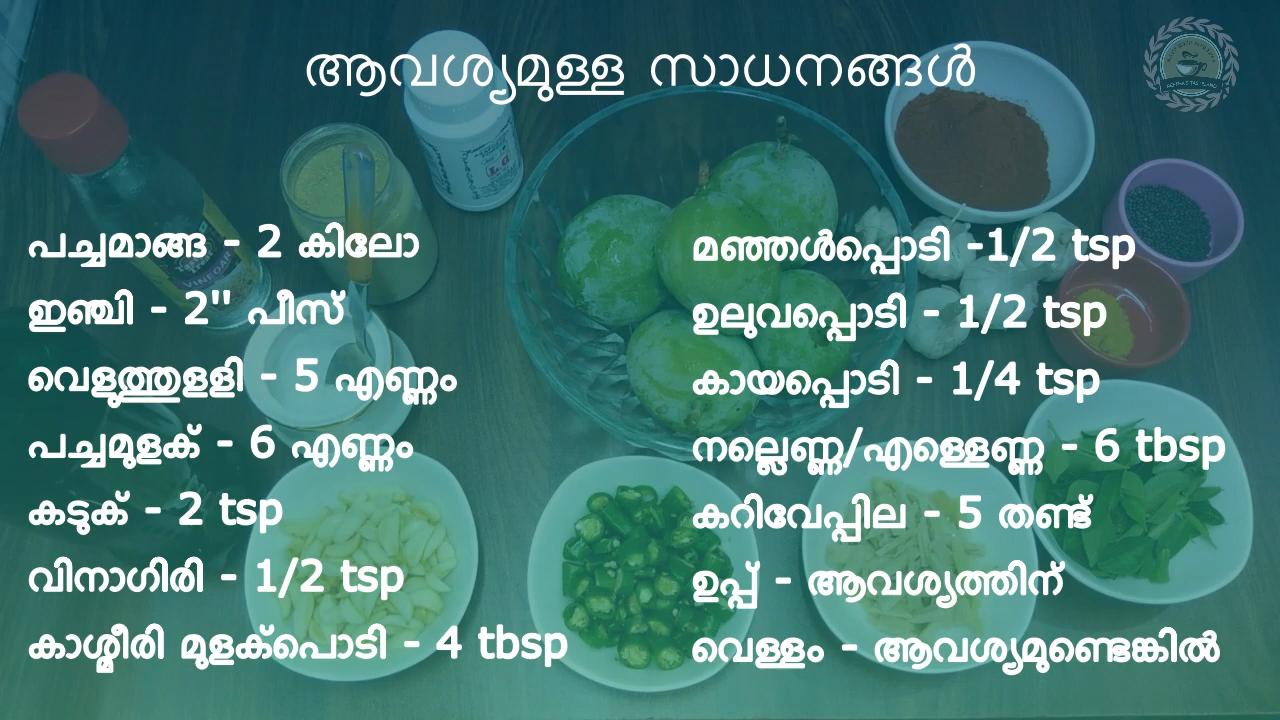 ആവശ്യമുള്ള സാധനങ്ങൾ
പച്ചമാങ്ങ - 2 കിലോ
ഇഞ്ചി - 2" പീസ്
വെളുത്തുളളി - 5 എണ്ണം
പച്ചമുളക് - 6 എണ്ണം
കടുക് - 2 tsp
വിനാഗിരി - 1/2 tsp
കാശ്മീരി മുളക്പൊടി - 4 tbsp
മഞ്ഞൾപ്പൊടി -1/2 tsp
ഉലുവപ്പൊടി - 1/2 tsp
കായപ്പൊടി - 1/4 tsp
നല്ലെണ്ണ/എള്ളെണ്ണ - 6 tbsp
കറിവേപ്പില - 5 തണ്ട്
ഉപ്പ് - ആവശ്യത്തിന്
വെള്ളം - ആവശ്യമുണ്ടെങ്കിൽ
VINEGAR